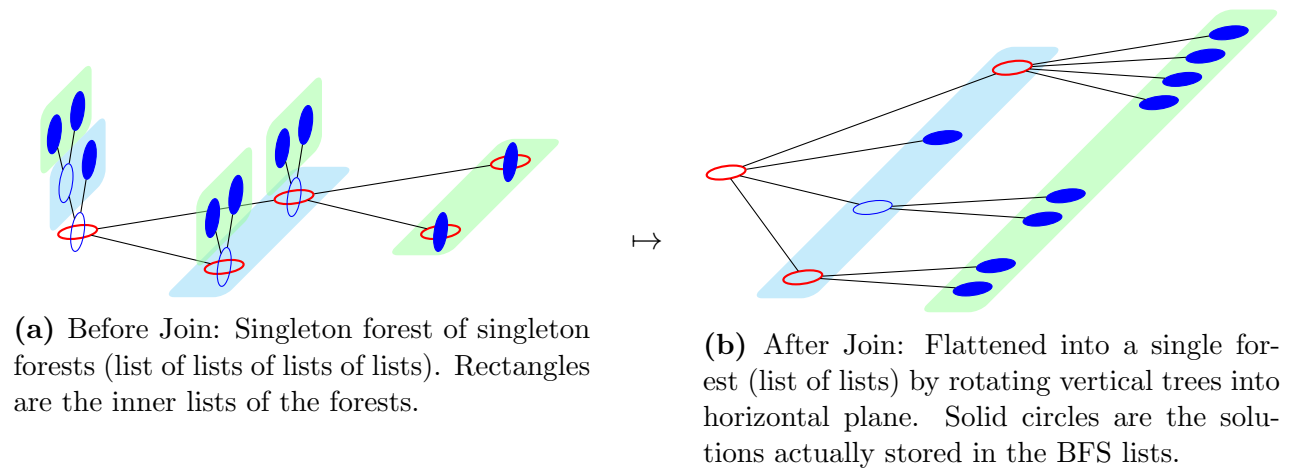 ↦
(a) Before Join: Singleton forest of singleton
forests (list of lists of lists of lists). Rectangles
are the inner lists of the forests.
(b) After Join: Flattened into a single for-
est (list of lists) by rotating vertical trees into
horizontal plane. Solid circles are the solu-
tions actually stored in the BFS lists.